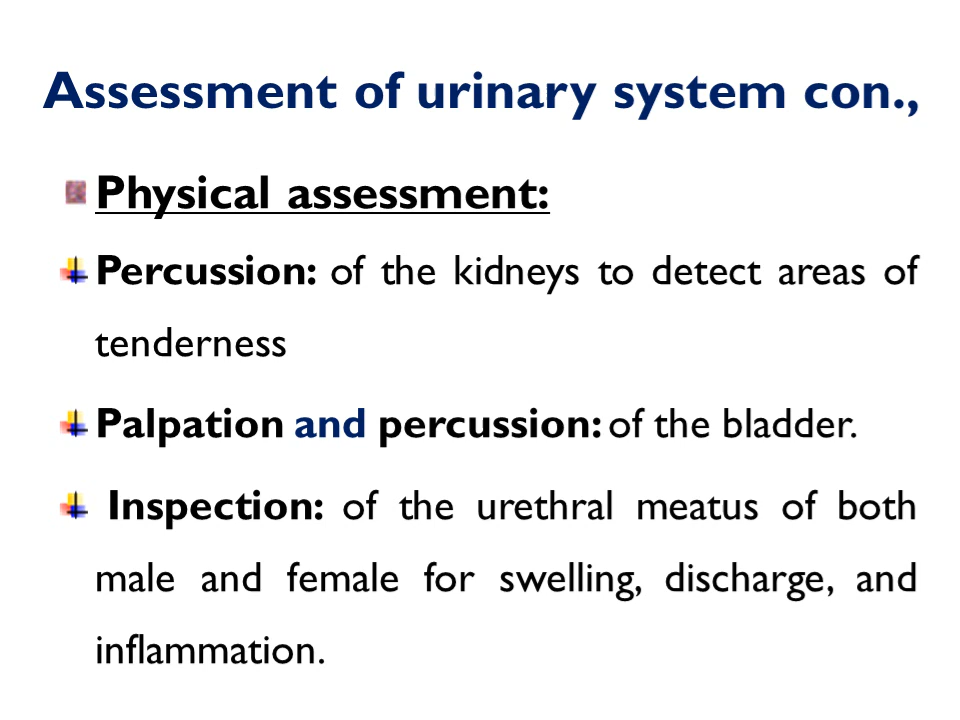 Assessment of urinary system con.,
Physical assessment:
Percussion: of the kidneys to detect areas of
tenderness
Palpation and percussion: of the bladder.
Inspection: of the urethral meatus of both
male and female for swelling, discharge, and
inflammation.